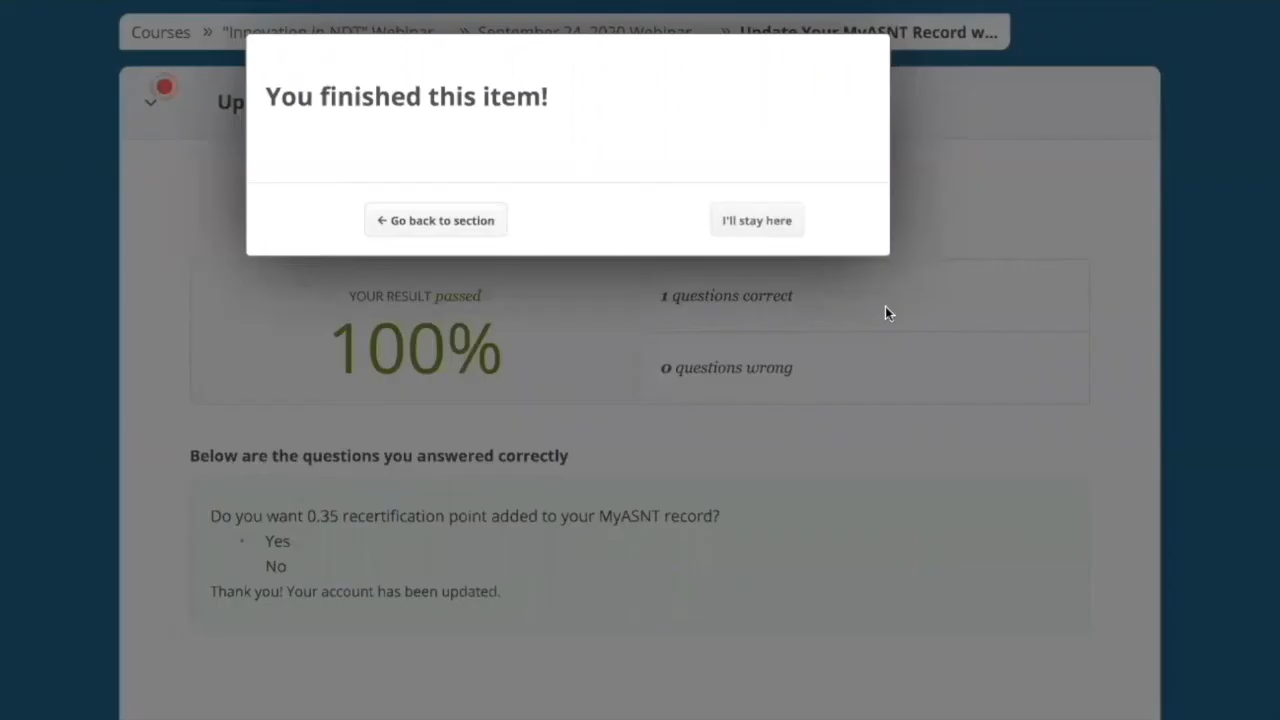 Courses » "Innovation in NDT" Webinar... » September 24, 2020 Webinar... » Update Your MyASNT Record w...
Up
You finished this item!
← Go back to section
I'll stay here
YOUR RESULT passed
100%
1 questions correct
0 questions wrong
Below are the questions you answered correctly
Do you want 0.35 recertification point added to your MyASNT record?
Yes
No
Thank you! Your account has been updated.